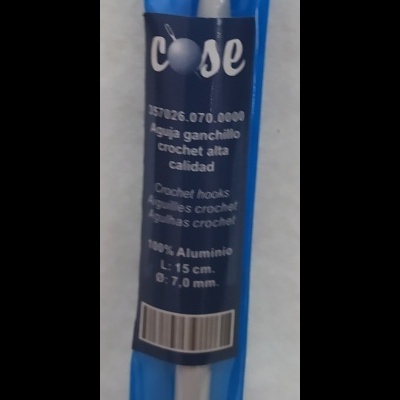 cose
357026.070.0000
Aguja ganchillo
crochet alta
calidad
Crochet hooks
Aiguilles crochet
Agulhas crochet
100% Aluminio
L: 15 cm.
Ø: 7,0 mm.